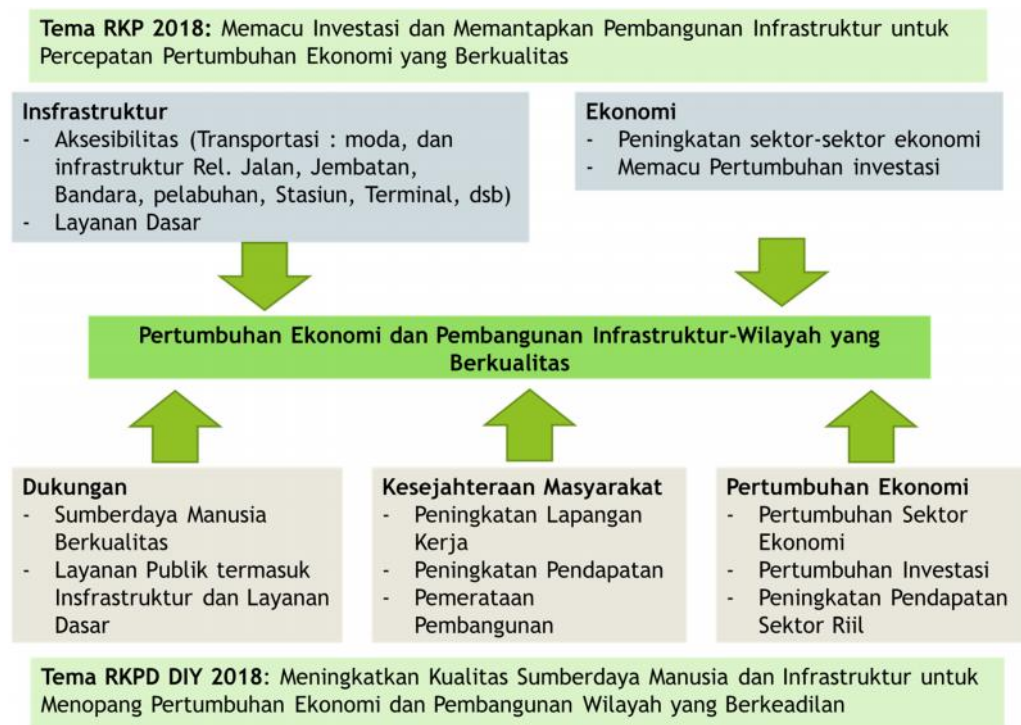 Tema RKP 2018: Memacu Investasi dan Memantapkan Pembangunan Infrastruktur untuk
Percepatan Pertumbuhan Ekonomi yang Berkualitas
Insfrastruktur
- Aksesibilitas (Transportasi : moda, dan
infrastruktur Rel. Jalan, Jembatan,
Bandara, pelabuhan, Stasiun, Terminal, dsb)
- Layanan Dasar
Ekonomi
- Peningkatan sektor-sektor ekonomi
- Memacu Pertumbuhan investasi
Pertumbuhan Ekonomi dan Pembangunan Infrastruktur-Wilayah yang
Berkualitas
Dukungan
- Sumberdaya Manusia
Berkualitas
- Layanan Publik termasuk
Insfrastruktur dan Layanan
Dasar
Kesejahteraan Masyarakat
- Peningkatan Lapangan
Kerja
- Peningkatan Pendapatan
- Pemerataan
Pembangunan
Pertumbuhan Ekonomi
- Pertumbuhan Sektor
Ekonomi
- Pertumbuhan Investasi
- Peningkatan Pendapatan
Sektor Riil
Tema RKPD DIY 2018: Meningkatkan Kualitas Sumberdaya Manusia dan Infrastruktur untuk
Menopang Pertumbuhan Ekonomi dan Pembangunan Wilayah yang Berkeadilan